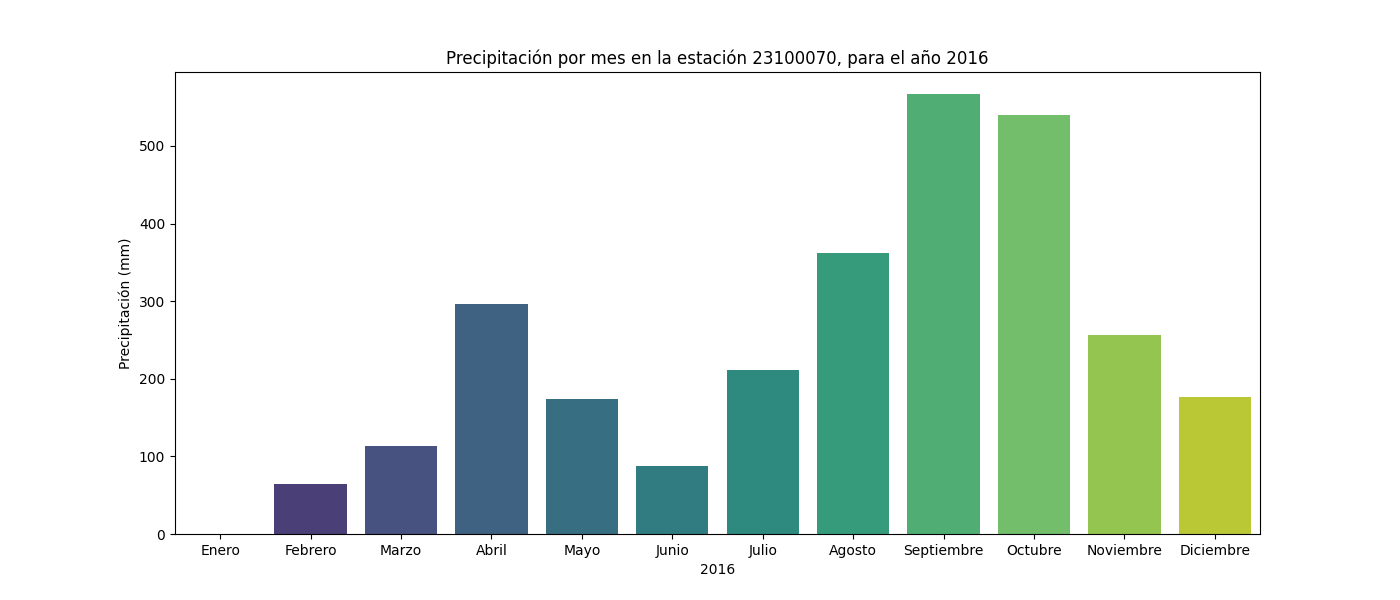 Precipitación por mes en la estación 23100070, para el año 2016
Precipitación (mm)
500
400
300
200
100
0
Enero Febrero Marzo Abril Mayo Junio Julio Agosto Septiembre Octubre Noviembre Diciembre
2016